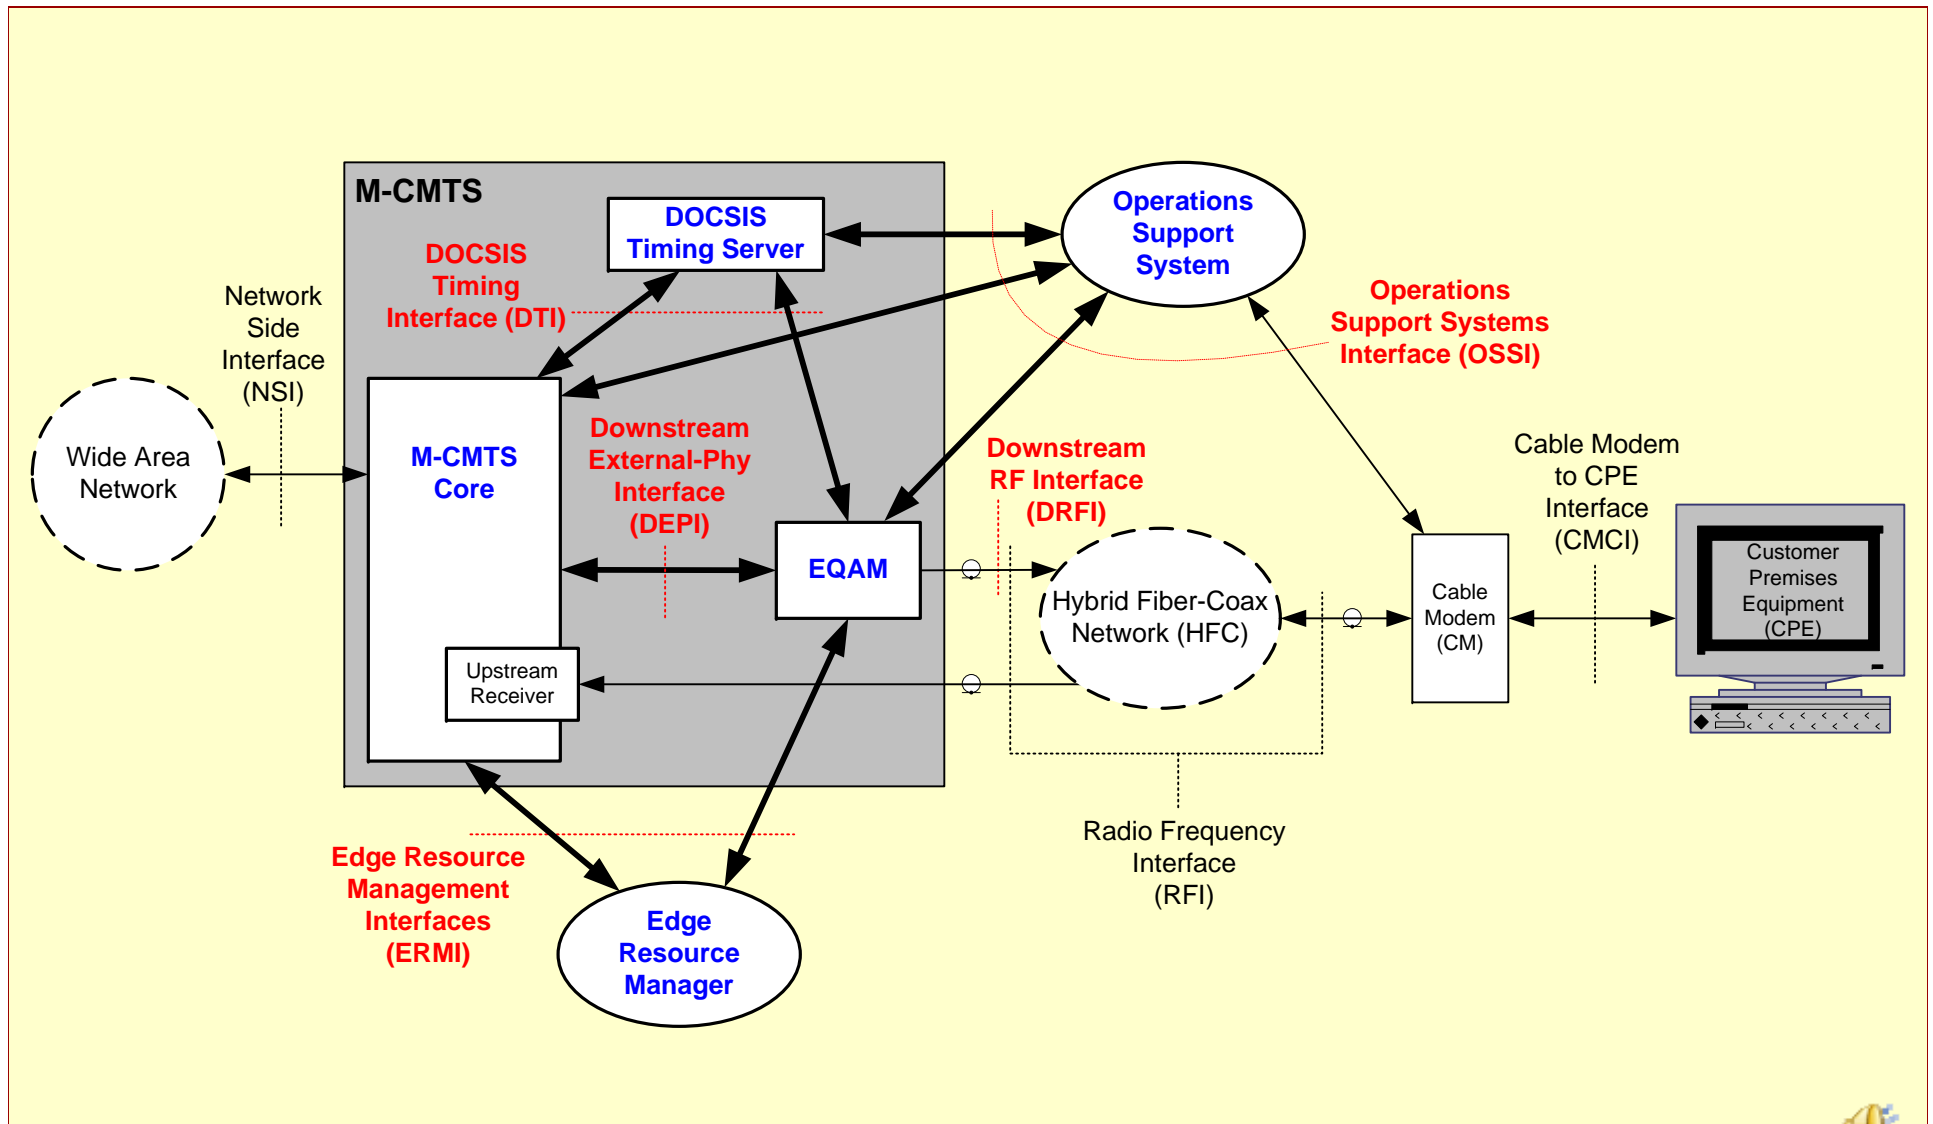 M-CMTS
DOCSIS
Timing Server
Operations
Support
System
DOCSIS
Timing
Interface (DTI)
Network
Side
Interface
(NSI)
Operations
Support Systems
Interface (OSSI)
Wide Area
Network
M-CMTS
Core
Downstream
External-Phy
Interface
(DEPI)
Downstream
RF Interface
(DRFI)
Cable Modem
to CPE
Interface
(CMCI)
EQAM
Hybrid Fiber-Coax
Network (HFC)
Cable
Modem
(CM)
Customer
Premises
Equipment
(CPE)
Upstream
Receiver
Radio Frequency
Interface
(RFI)
Edge Resource
Management
Interfaces
(ERMI)
Edge
Resource
Manager